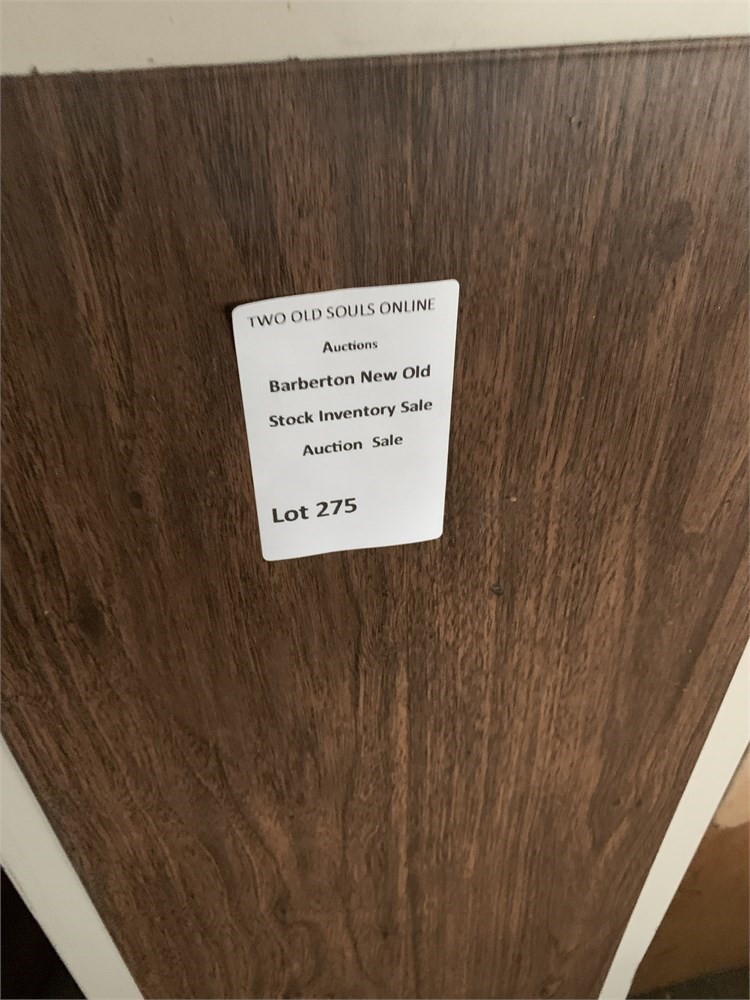 TWO OLD SOULS ONLINE
Auctions
Barberton New Old
Stock Inventory Sale
Auction Sale
Lot 275